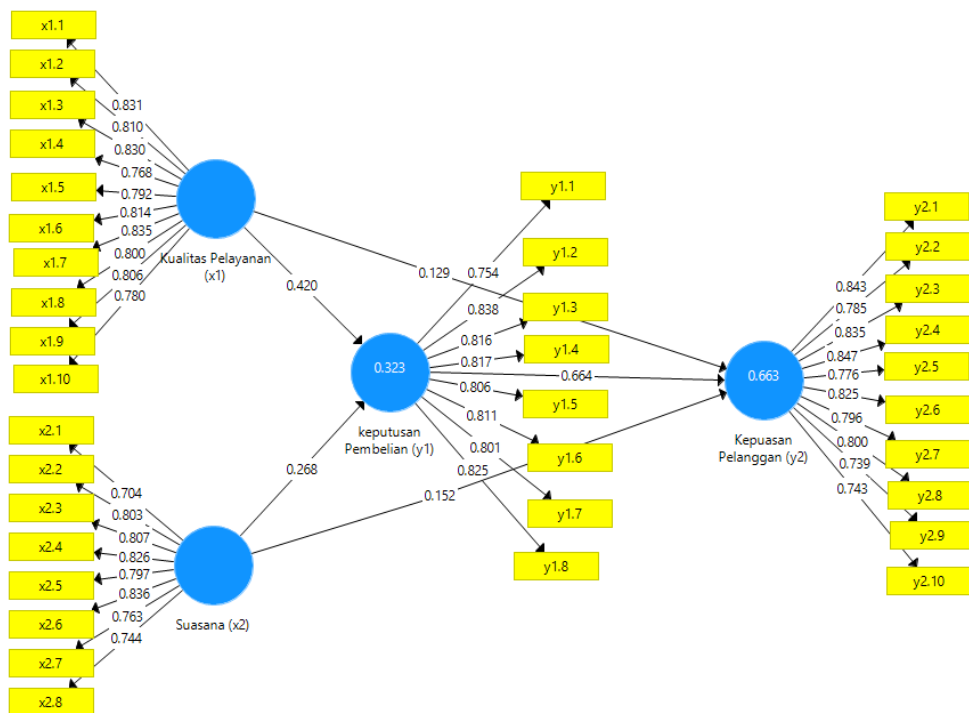 x1.1
x1.2
x1.3
x1.4
x1.5
x1.6
x1.7
x1.8
x1.9
x1.10
0.831
0.810
0.830
0.768
0.792
0.814
0.835
0.800
0.806
0.780
Kualitas Pelayanan
(x1)
0.420
0.129
x2.1
x2.2
x2.3
x2.4
x2.5
x2.6
x2.7
x2.8
0.704
0.803
0.807
0.826
0.797
0.836
0.763
0.744
Suasana (x2)
0.268
0.152
0.323
keputusan
Pembelian (y1)
0.754
0.838
0.816
0.817
0.664
0.806
0.811
0.801
0.825
y1.1
y1.2
y1.3
y1.4
y1.5
y1.6
y1.7
y1.8
0.663
Kepuasan
Pelanggan (y2)
0.843
0.785
0.835
0.847
0.776
0.825
0.796
0.800
0.739
0.743
y2.1
y2.2
y2.3
y2.4
y2.5
y2.6
y2.7
y2.8
y2.9
y2.10